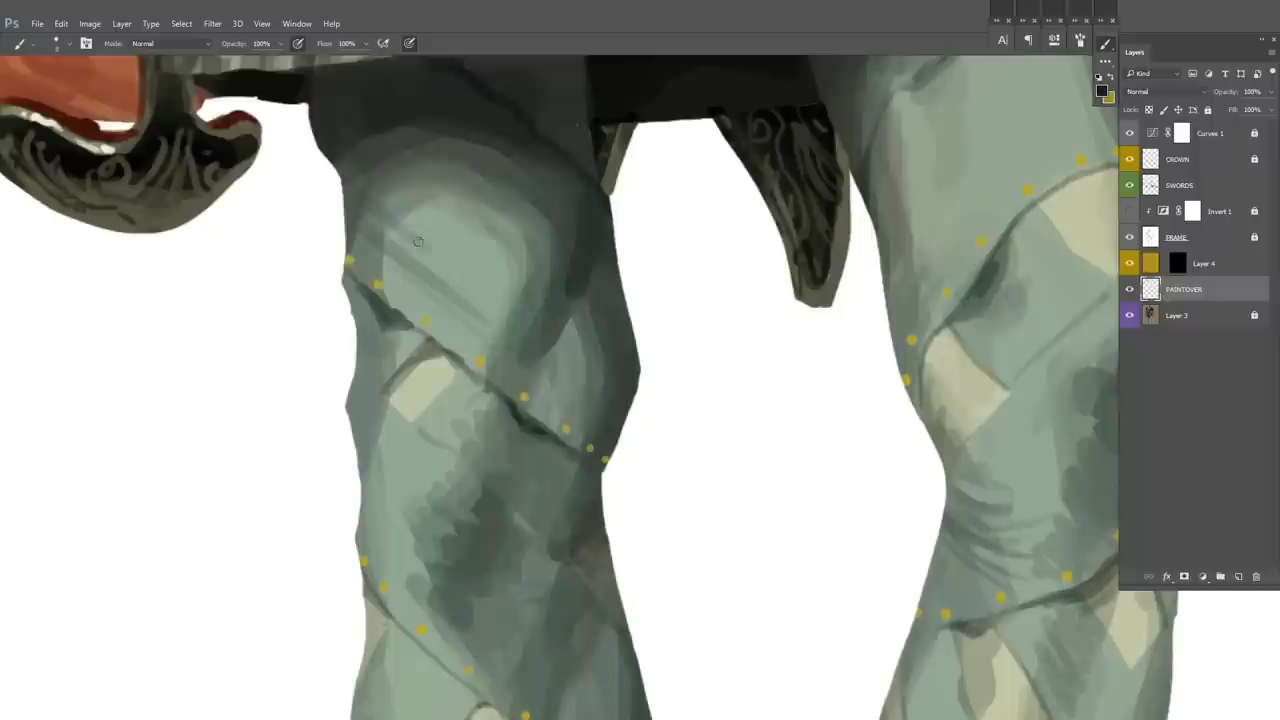 Ps File Edit Image Layer Type Select Filter 3D View Window Help
Mode: Normal Opacity: 100% Flow: 100%
A|
Layers
Kind
Normal Opacity: 100%
Lock: Fill: 100%
Curves 1
CROWN
SWORDS
Invert 1
FRAME
Layer 4
PAINTOVER
Layer 3
fx